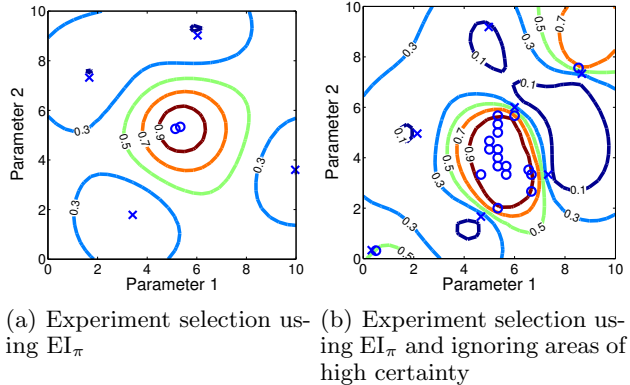 10
8
6
4
2
0
0 2 4 6 8 10
Parameter 2
Parameter 1
0.3
0.3
0.3
0.5
0.7
0.9
10
8
6
4
2
0
0 2 4 6 8 10
Parameter 2
Parameter 1
0.3
0.1
0.5
0.7
0.1
0.3
0.1
0.7
0.9
0.1
0.3
0.5
0.1
0.5
(a) Experiment selection us-
ing EIπ
(b) Experiment selection us-
ing EIπ and ignoring areas of
high certainty